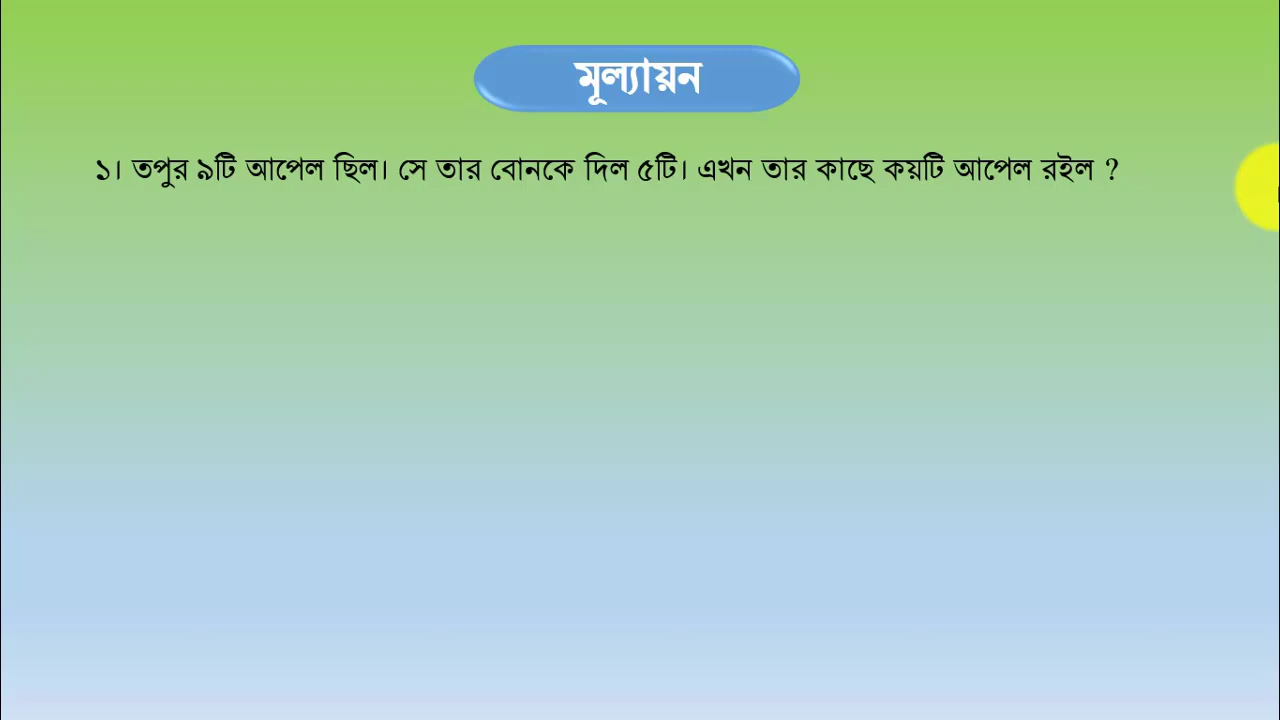 মূল্যায়ন
১। তপুর ৯টি আপেল ছিল। সে তার বোনকে দিল ৫টি। এখন তার কাছে কয়টি আপেল রইল ?